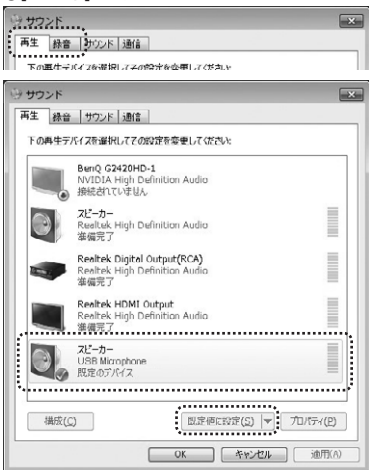 サウンド
再生 録音 サウンド 通信
下の再生デバイスを選択してその設定を変更してください:
サウンド
再生 録音 サウンド 通信
下の再生デバイスを選択してその設定を変更してください:
BenQ G2420HD-1
NVIDIA High Definition Audio
接続されていません
スピーカー
Realtek High Definition Audio
準備完了
Realtek Digital Output(RCA)
Realtek High Definition Audio
準備完了
Realtek HDMI Output
Realtek High Definition Audio
準備完了
スピーカー
USB Microphone
既定のデバイス
構成(C) 既定値に設定(S) プロパティ(P)
OK キャンセル 適用(A)